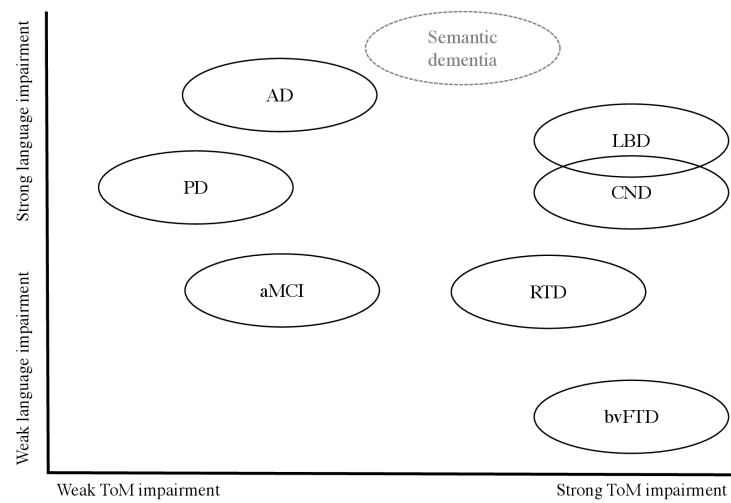 Strong language impairment
Weak language impairment
Semantic
dementia
AD
LBD
PD
CND
aMCI
RTD
bvFTD
Weak ToM impairment
Strong ToM impairment